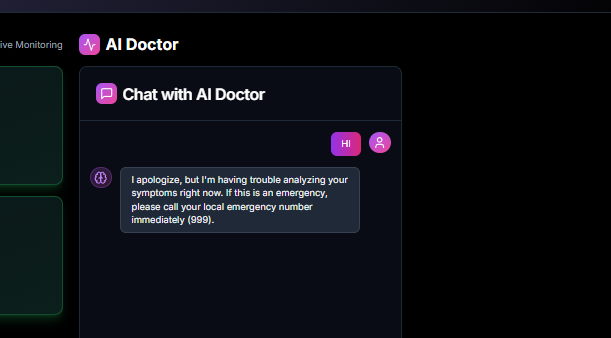 ive Monitoring
AI Doctor
Chat with AI Doctor
HI
I apologize, but I'm having trouble analyzing your
symptoms right now. If this is an emergency,
please call your local emergency number
immediately (999).